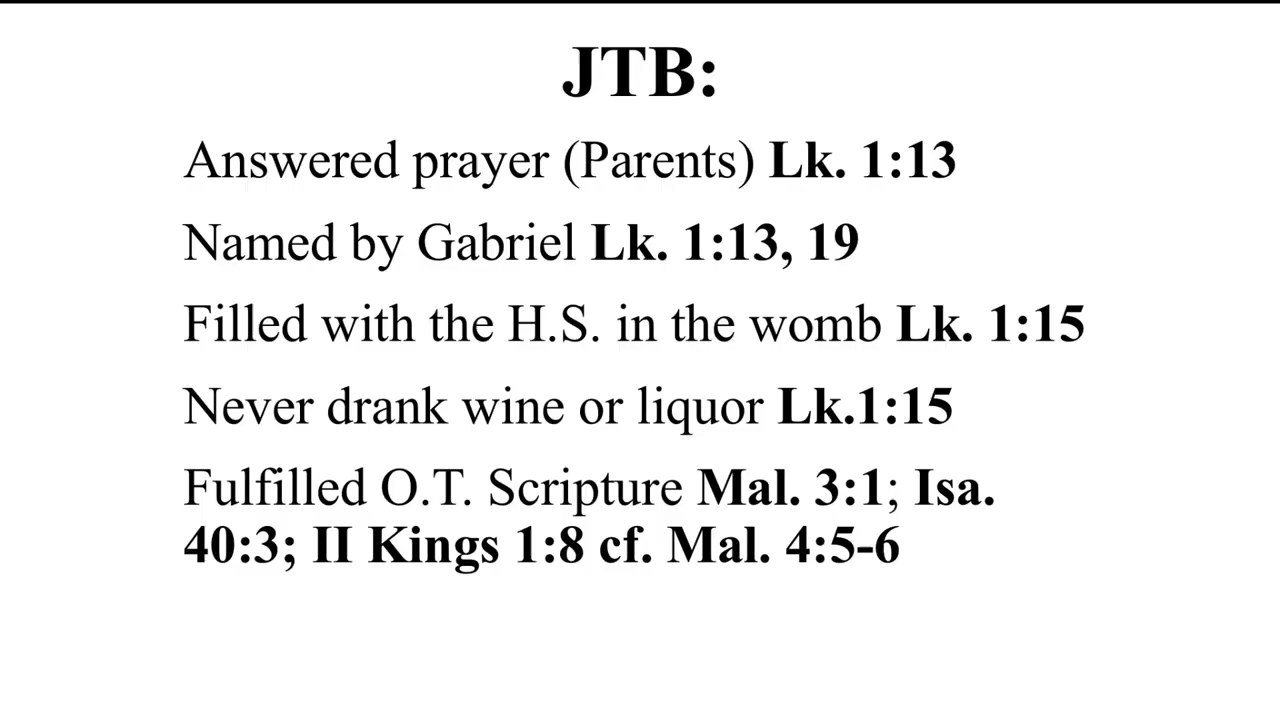 JTB:
Answered prayer (Parents) Lk. 1:13
Named by Gabriel Lk. 1:13, 19
Filled with the H.S. in the womb Lk. 1:15
Never drank wine or liquor Lk.1:15
Fulfilled O.T. Scripture Mal. 3:1; Isa.
40:3; II Kings 1:8 cf. Mal. 4:5-6